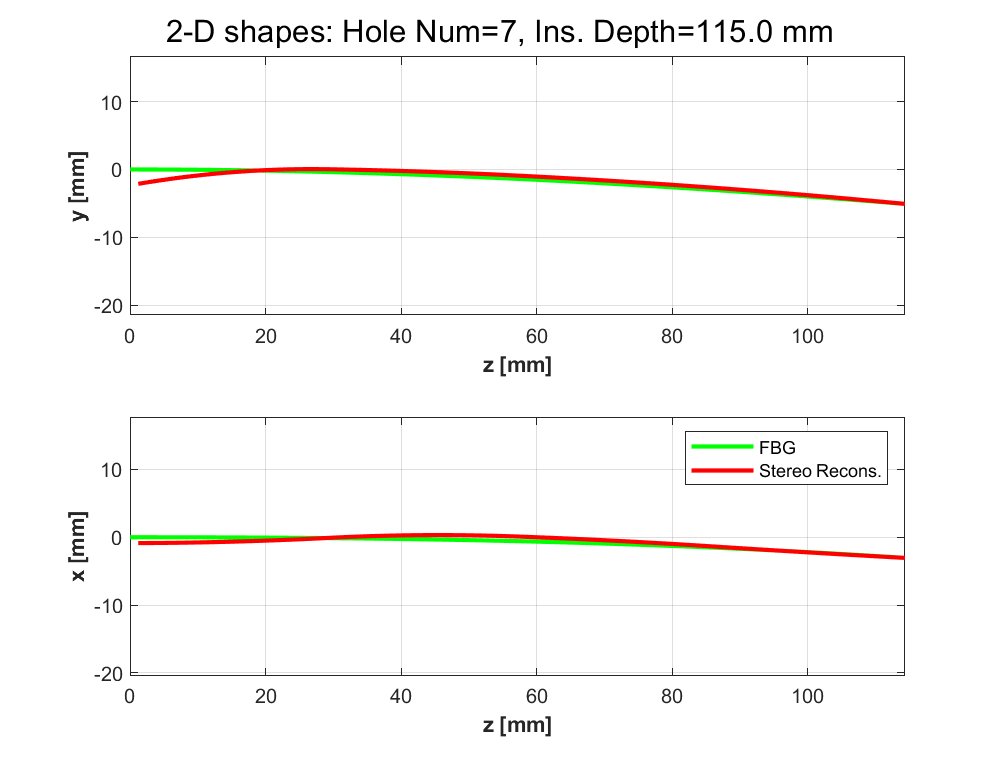 2-D shapes: Hole Num=7, Ins. Depth=115.0 mm
10
0
-10
-20
y [mm]
0 20 40 60 80 100
z [mm]
FBG
Stereo Recons.
10
0
-10
-20
x [mm]
0 20 40 60 80 100
z [mm]